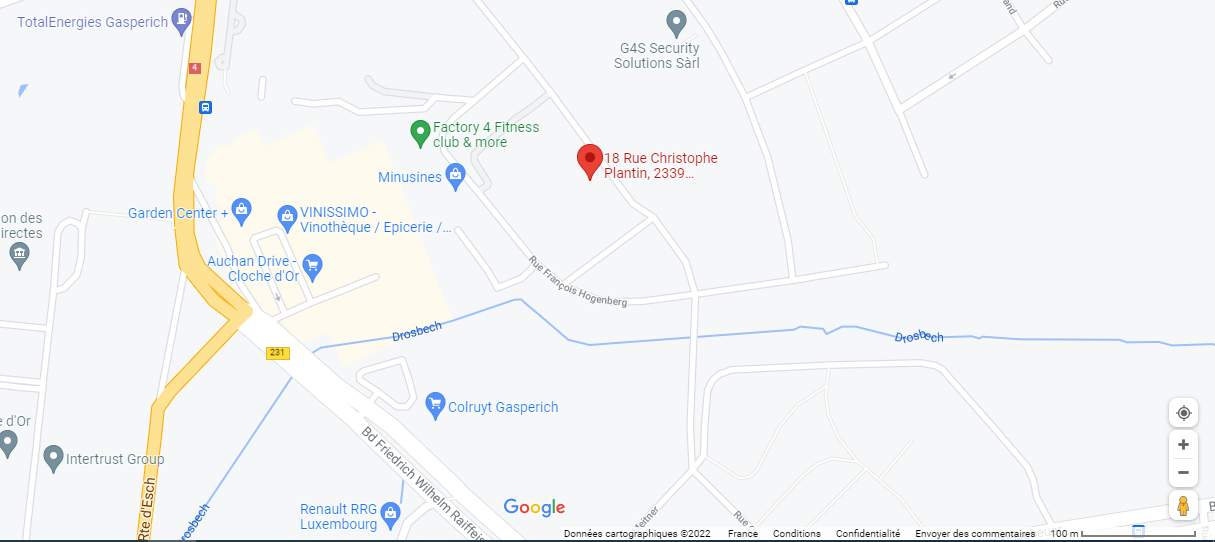 TotalEnergies Gasperich
G4S Security
Solutions Sàrl
4
Factory 4 Fitness
club & more
18 Rue Christophe
Plantin, 2339...
Minusines
Garden Center +
VINISSIMO -
Vinothèque / Epicerie /...
on des
irectes
Auchan Drive -
Cloche d'Or
Rue François Hogenberg
Drosbech
Drosbech
231
Colruyt Gasperich
e d'Or
Bd Friedrich Wilhelm Raiffeis
Intertrust Group
Rte d'Esch
Drosbech
Renault RRG
Luxembourg
Google
Meitner
Données cartographiques ©2022 France Conditions Confidentialité Envoyer des commentaires 100 m